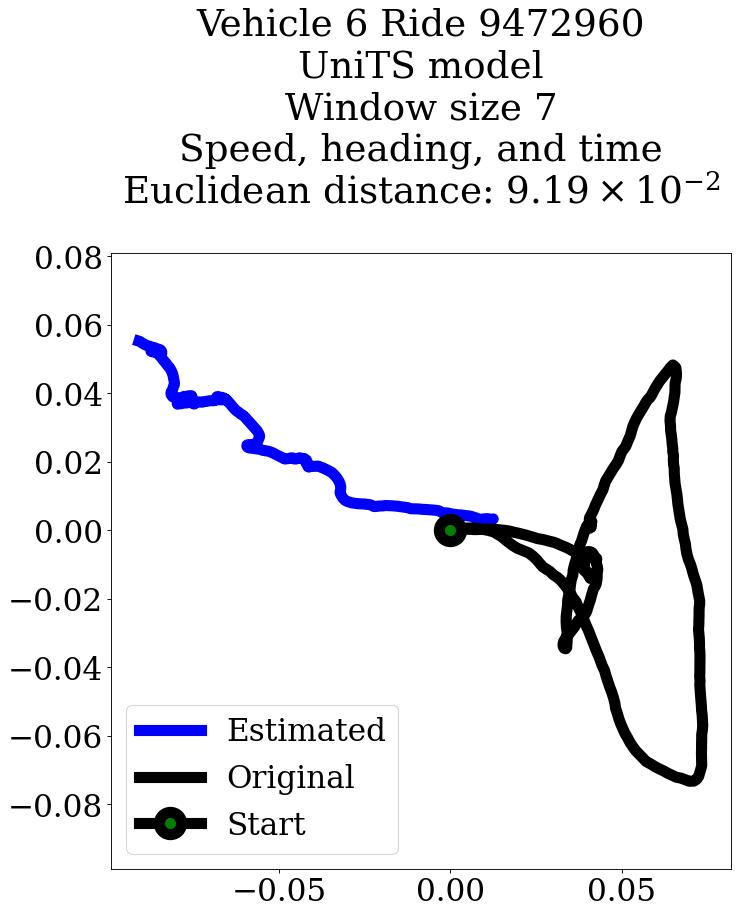 Vehicle 6 Ride 9472960
UniTS model
Window size 7
Speed, heading, and time
Euclidean distance: 9.19 × 10⁻²
0.08
0.06
0.04
0.02
0.00
−0.02
−0.04
−0.06
−0.08
Estimated
Original
Start
−0.05 0.00 0.05